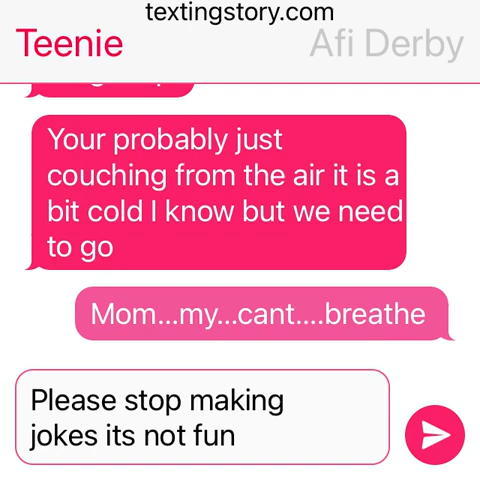 textingstory.com
Teenie
Afi Derby
Your probably just
couching from the air it is a
bit cold I know but we need
to go
Mom...my...cant....breathe
Please stop making
jokes its not fun